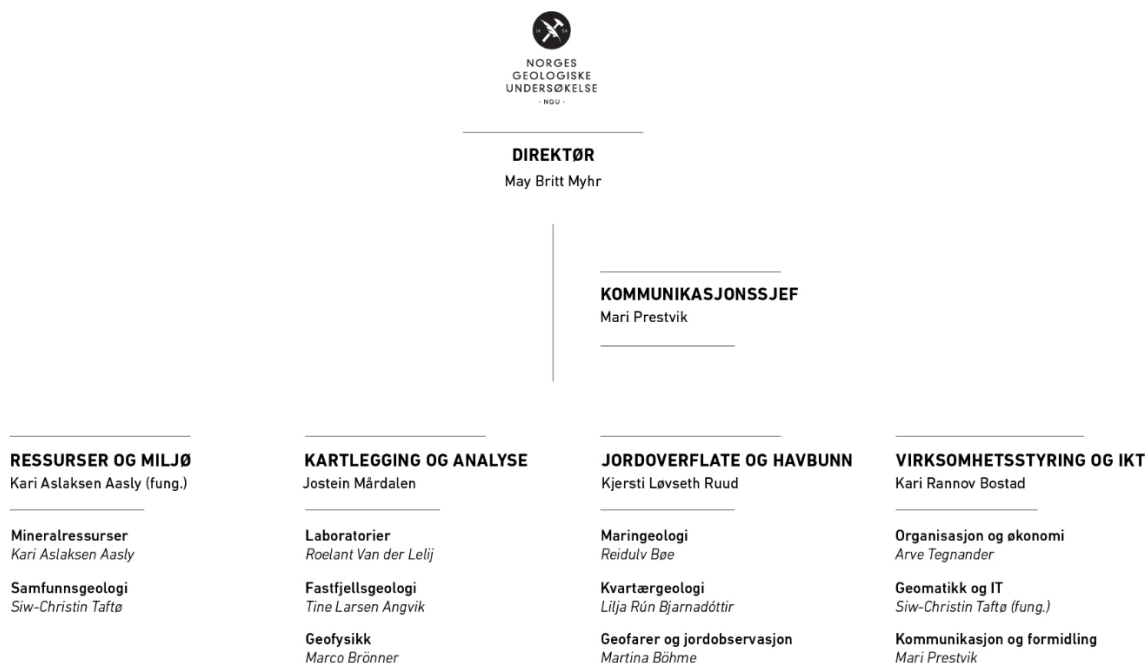 NORGES
GEOLOGISKE
UNDERSØKELSE
- NGU -
DIREKTØR
May Britt Myhr
KOMMUNIKASJONSSJEF
Mari Prestvik
RESSURSER OG MILJØ
Kari Aslaksen Aasly (fung.)
Mineralressurser
Kari Aslaksen Aasly
Samfunnsgeologi
Siw-Christin Taftø
KARTLEGGING OG ANALYSE
Jostein Mårdalen
Laboratorier
Roelant Van der Lelij
Fastfjellsgeologi
Tine Larsen Angvik
Geofysikk
Marco Brönner
JORDOVERFLATE OG HAVBUNN
Kjersti Løvseth Ruud
Maringeologi
Reidulv Bøe
Kvartærgeologi
Lilja Rún Bjarnadóttir
Geofarer og jordobservasjon
Martina Böhme
VIRKSOMHETSSTYRING OG IKT
Kari Rannov Bostad
Organisasjon og økonomi
Arve Tegnander
Geomatikk og IT
Siw-Christin Taftø (fung.)
Kommunikasjon og formidling
Mari Prestvik